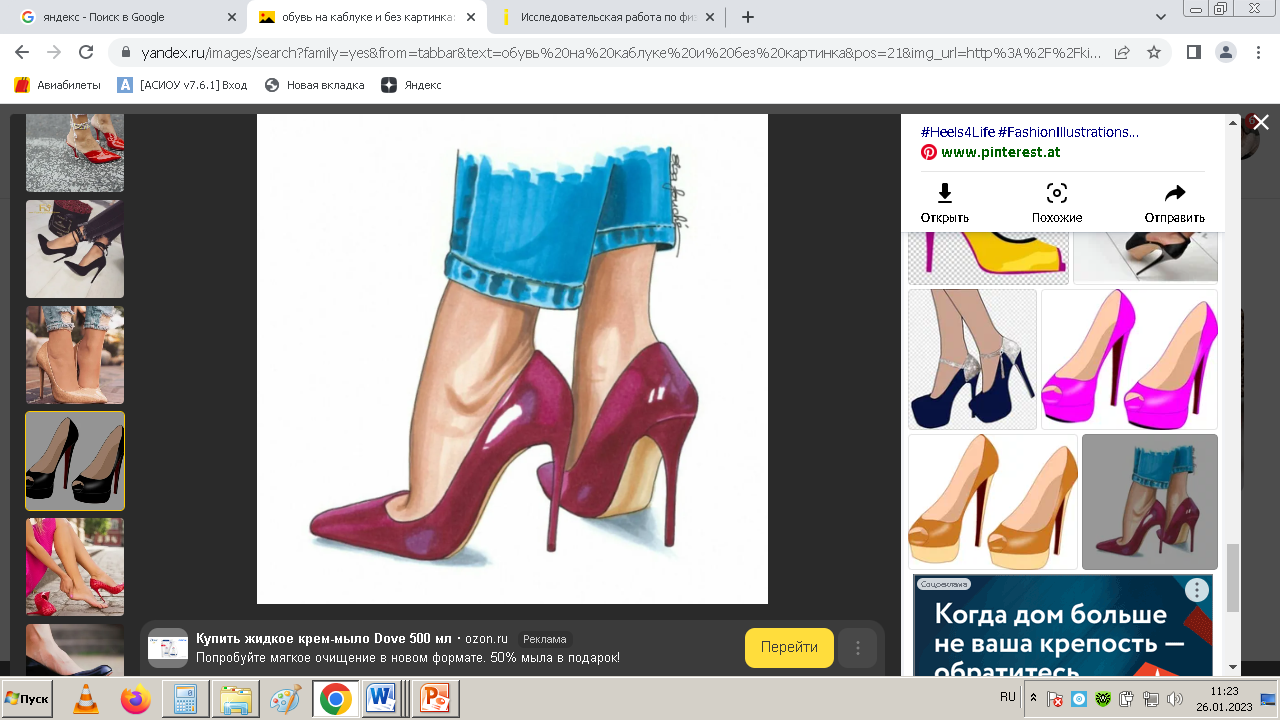 яндекс - Поиск в Google
обувь на каблуке и без картинка:
Исследовательская работа по ф
yandex.ru/images/search?family=yes&from=tabbar&text=обувь%20на%20каблуке%20и%20без%20картинка&pos=21&img_url=http%3A%2F%2Fki...
Авиабилеты
[АСИОУ v7.6.1] Вход
Новая вкладка
Яндекс
#Heels4Life #FashionIllustrations...
www.pinterest.at
Открыть
Похожие
Отправить
Соцреклама
Когда дом больше
не ваша крепость —
обратитесь
Купить жидкое крем-мыло Dove 500 мл · ozon.ru Реклама
Попробуйте мягкое очищение в новом формате. 50% мыла в подарок!
Перейти
Пуск
RU
11:23
26.01.2023